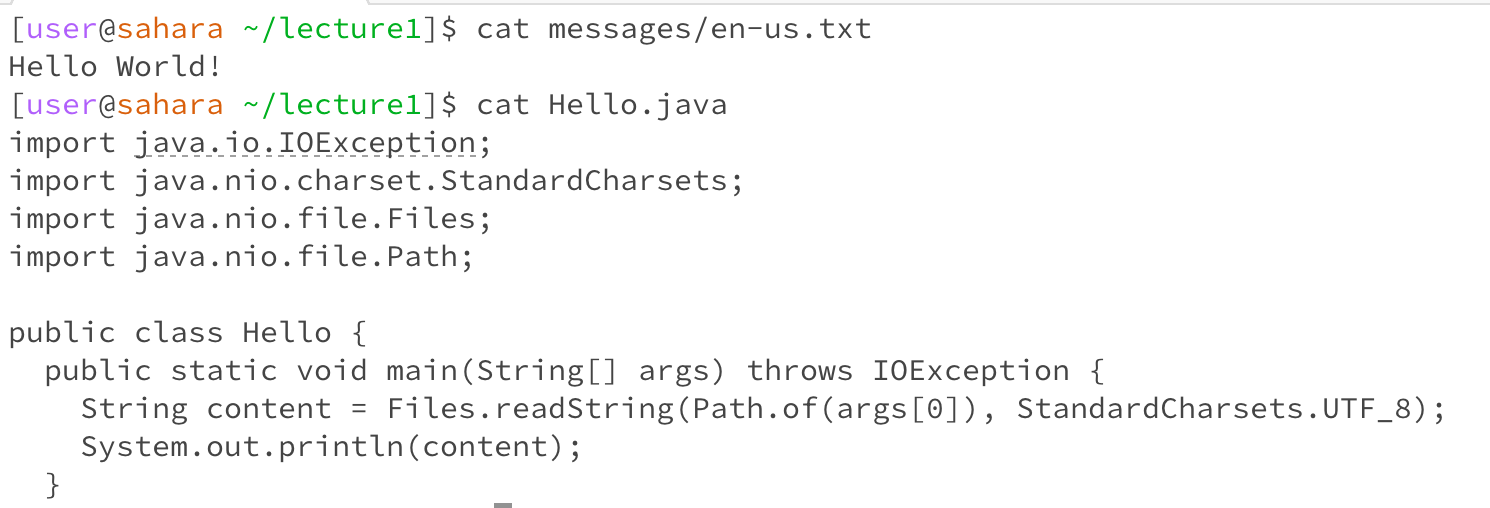 [user@sahara ~/lecture1]$ cat messages/en-us.txt
Hello World!
[user@sahara ~/lecture1]$ cat Hello.java
import java.io.IOException;
import java.nio.charset.StandardCharsets;
import java.nio.file.Files;
import java.nio.file.Path;

public class Hello {
  public static void main(String[] args) throws IOException {
    String content = Files.readString(Path.of(args[0]), StandardCharsets.UTF_8);
    System.out.println(content);
  }